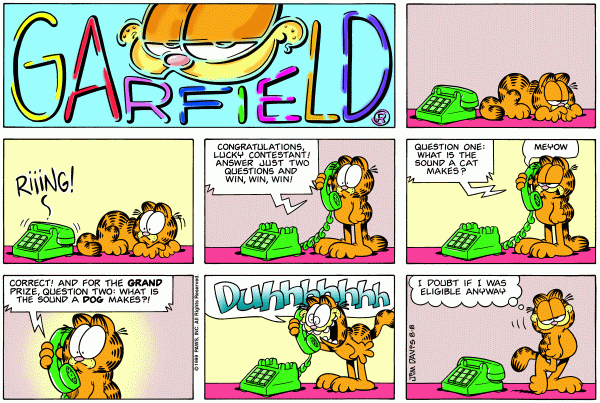 GARFIELD
®
RiiiNG!
CONGRATULATIONS,
LUCKY CONTESTANT!
ANSWER JUST TWO
QUESTIONS AND
WIN, WIN, WIN!
QUESTION ONE:
WHAT IS THE
SOUND A CAT
MAKES?
MEYOW
CORRECT! AND FOR THE GRAND
PRIZE, QUESTION TWO: WHAT IS
THE SOUND A DOG MAKES?!
© 1999 PAWS, INC. All Rights Reserved.
Duhhhhhhh
I DOUBT IF I WAS
ELIGIBLE ANYWAY
JIM DAVIS 8-8